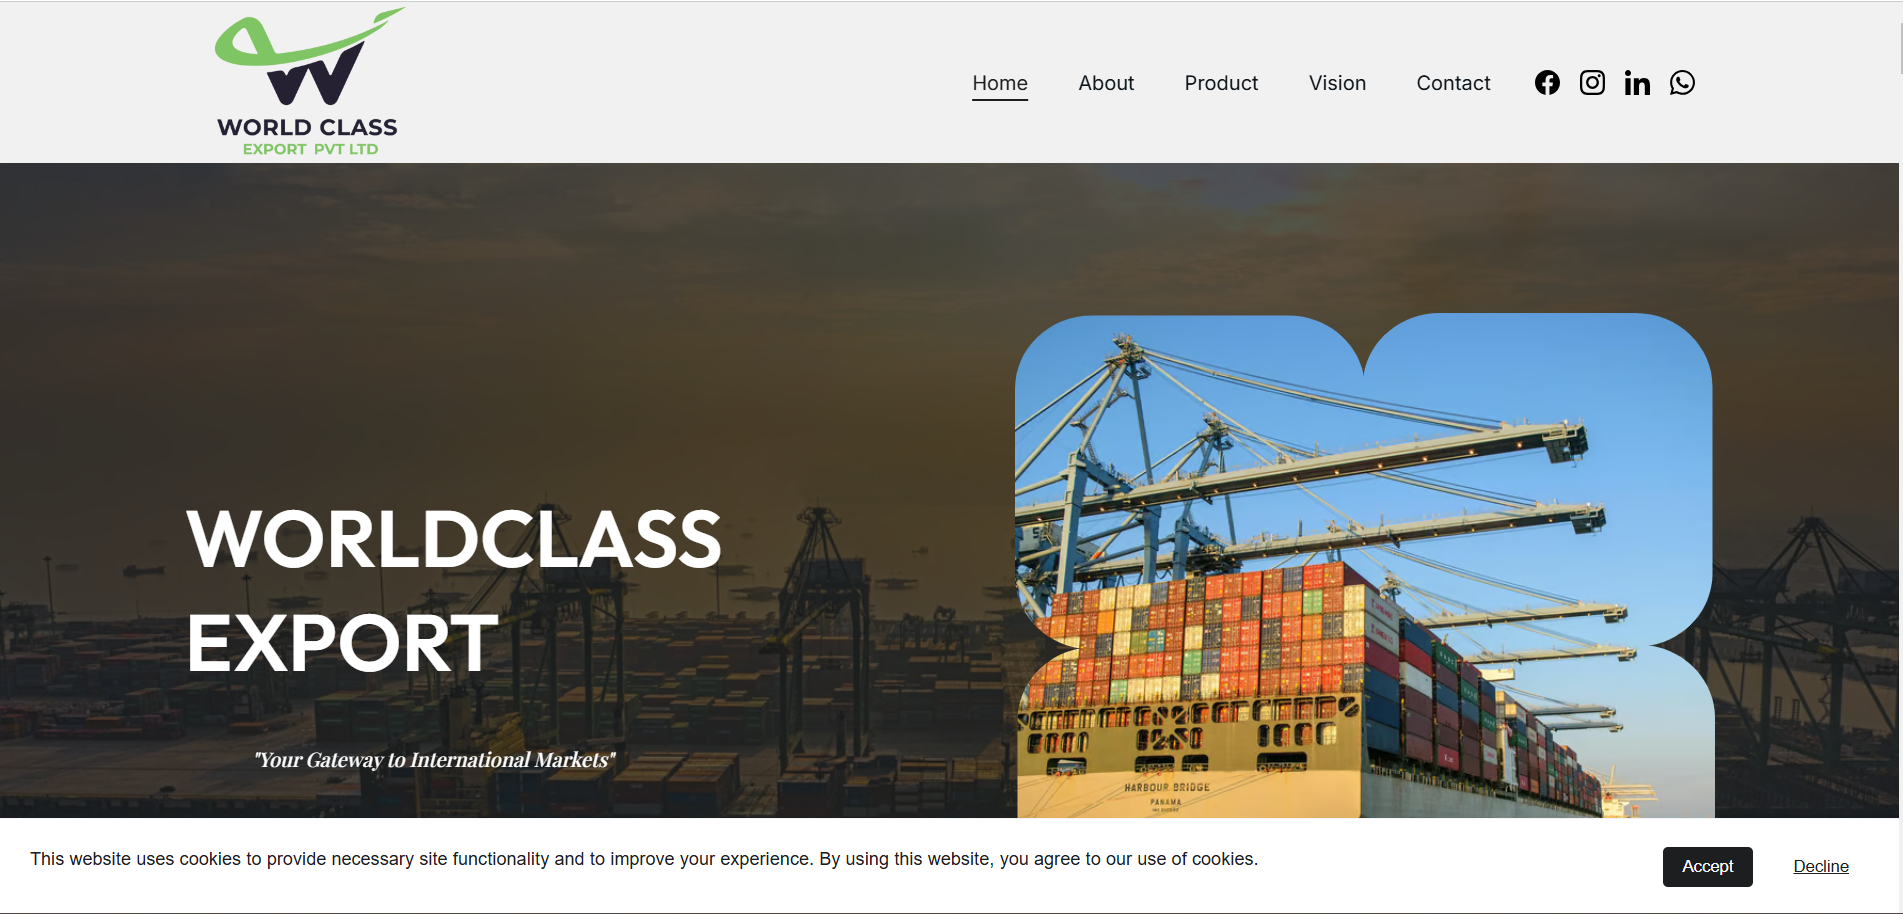 WORLD CLASS
EXPORT PVT LTD
Home About Product Vision Contact
WORLDCLASS
EXPORT
"Your Gateway to International Markets"
HARBOUR BRIDGE
PANAMA
This website uses cookies to provide necessary site functionality and to improve your experience. By using this website, you agree to our use of cookies.
Accept Decline